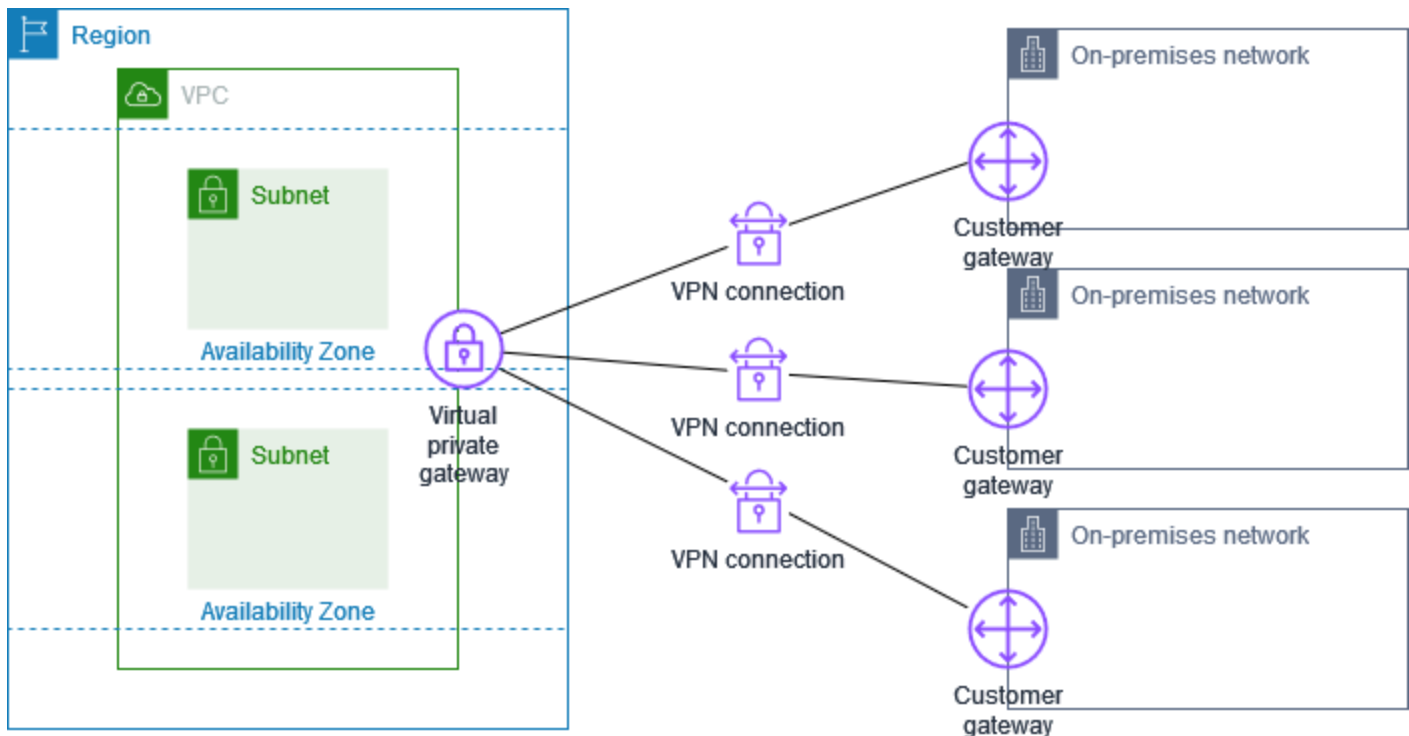 Region
VPC
Subnet
Availability Zone
Subnet
Availability Zone
Virtual
private
gateway
VPN connection
VPN connection
VPN connection
On-premises network
Customer
gateway
On-premises network
Customer
gateway
On-premises network
Customer
gateway